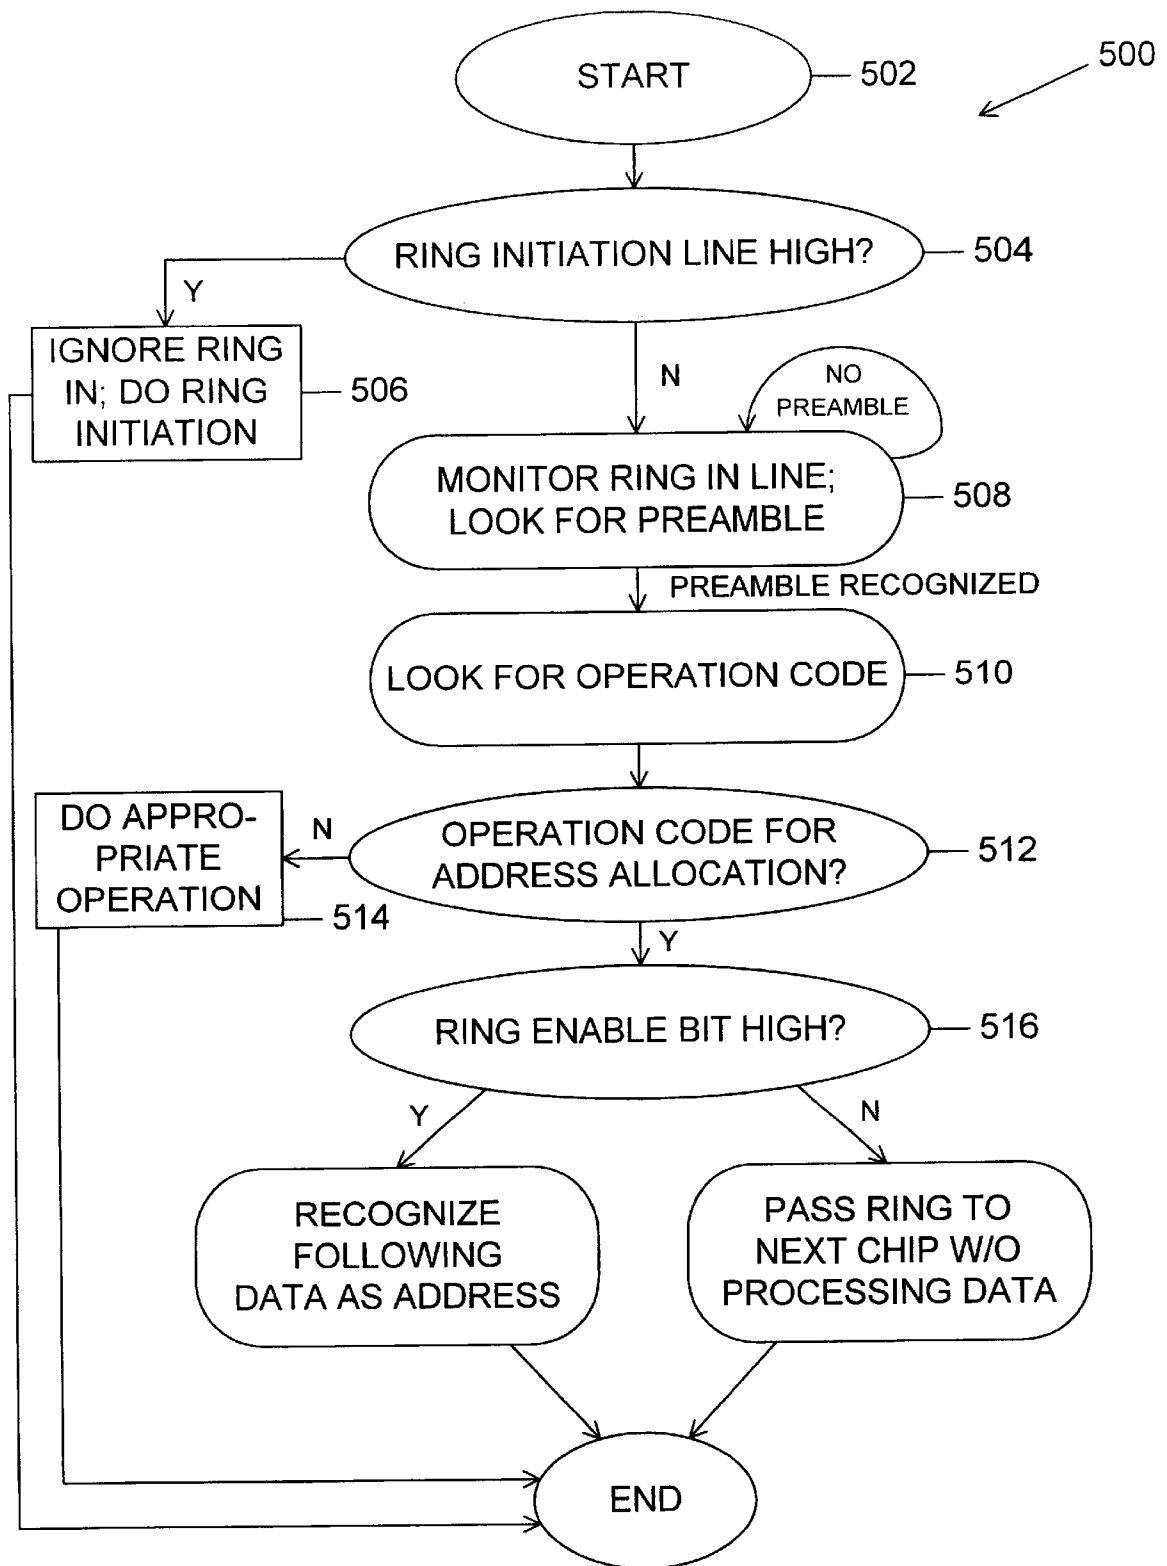 START
502
500
RING INITIATION LINE HIGH?
504
Y
N
IGNORE RING
IN; DO RING
INITIATION
506
NO
PREAMBLE
MONITOR RING IN LINE;
LOOK FOR PREAMBLE
508
PREAMBLE RECOGNIZED
LOOK FOR OPERATION CODE
510
DO APPRO-
PRIATE
OPERATION
514
N
OPERATION CODE FOR
ADDRESS ALLOCATION?
512
Y
RING ENABLE BIT HIGH?
516
Y
N
RECOGNIZE
FOLLOWING
DATA AS ADDRESS
PASS RING TO
NEXT CHIP W/O
PROCESSING DATA
END